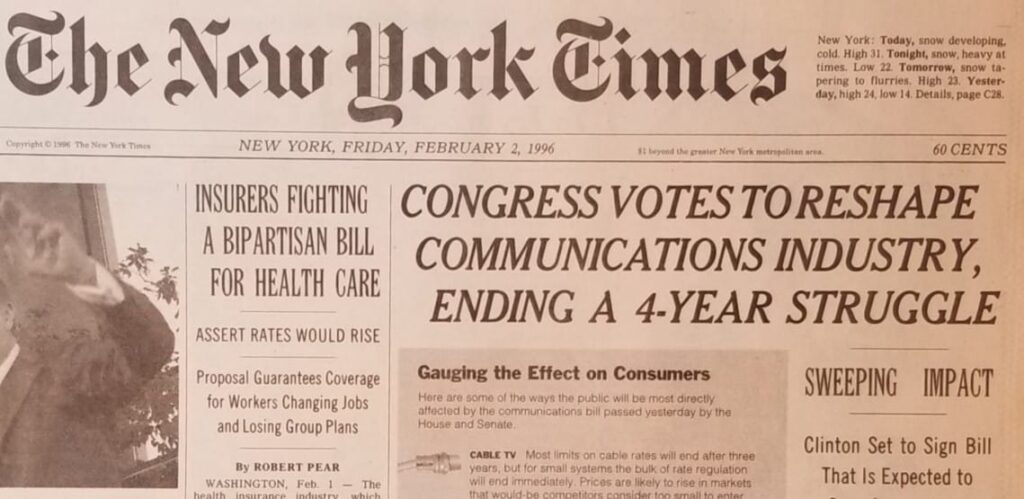 The New York Times
New York: Today, snow developing,
cold. High 31. Tonight, snow, heavy at
times. Low 22. Tomorrow, snow ta-
pering to flurries. High 23. Yester-
day, high 24, low 14. Details, page C28.
Copyright © 1996 The New York Times
NEW YORK, FRIDAY, FEBRUARY 2, 1996
$1 beyond the greater New York metropolitan area.
60 CENTS
INSURERS FIGHTING
A BIPARTISAN BILL
FOR HEALTH CARE
ASSERT RATES WOULD RISE
Proposal Guarantees Coverage
for Workers Changing Jobs
and Losing Group Plans
By ROBERT PEAR
WASHINGTON, Feb. 1 — The
health insurance industry, which
CONGRESS VOTES TO RESHAPE
COMMUNICATIONS INDUSTRY,
ENDING A 4-YEAR STRUGGLE
Gauging the Effect on Consumers
Here are some of the ways the public will be most directly
affected by the communications bill passed yesterday by the
House and Senate.
CABLE TV Most limits on cable rates will end after three
years, but for small systems the bulk of rate regulation
will end immediately. Prices are likely to rise in markets
that would-be competitors consider too small to enter
SWEEPING IMPACT
Clinton Set to Sign Bill
That Is Expected to